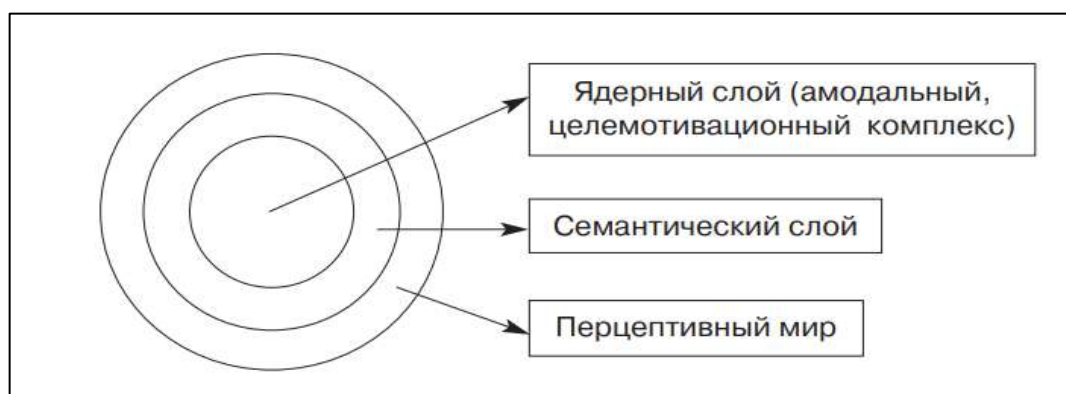 Ядерный слой (амодальный,
целемотивационный комплекс)
Семантический слой
Перцептивный мир